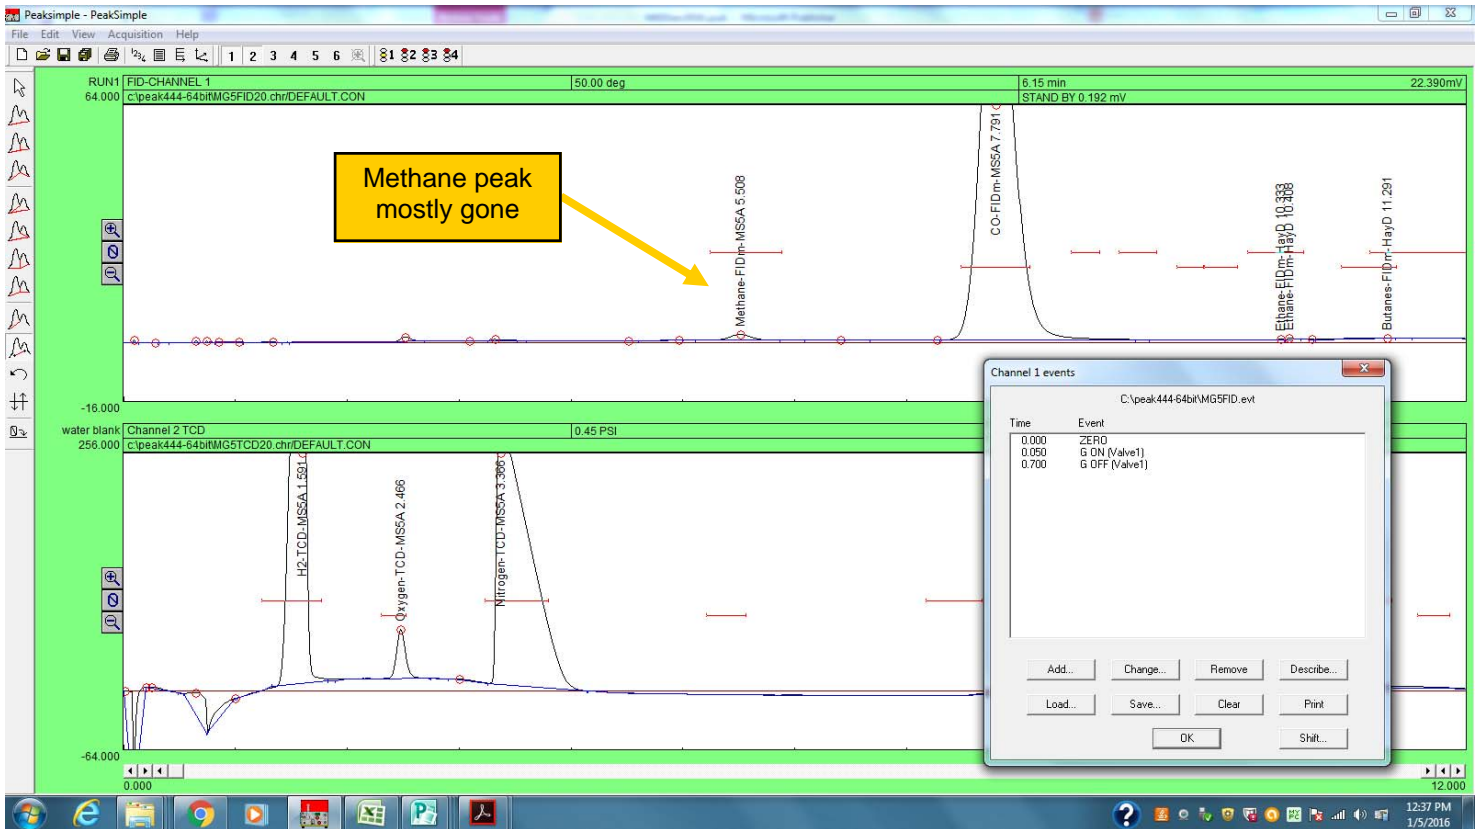 Peaksimple - PeakSimple
File Edit View Acquisition Help
1 2 3 4 5 6 81 82 83 84
RUN1 FID-CHANNEL 1 50.00 deg 6.15 min 22.390mV
64.000 c:\peak444-64bit\MG5FID20.chr/DEFAULT.CON STAND BY 0.192 mV
Methane peak
mostly gone
Methane-FIDm-MS5A 5.508
CO-FIDm-MS5A 7.791
Ethane-FIDm-HayD 10.333
Ethane-FIDm-HayD 10.408
Butanes-FIDm-HayD 11.291
-16.000
water blank Channel 2 TCD 0.45 PSI
256.000 c:\peak444-64bit\MG5TCD20.chr/DEFAULT.CON
H2-TCD-MS5A 1.591
Oxygen-TCD-MS5A 2.466
Nitrogen-TCD-MS5A 3.366
-64.000
0.000 12.000
Channel 1 events
C:\peak444-64bit\MG5FID.evt
Time Event
0.000 ZERO
0.050 G ON (Valve1)
0.700 G OFF (Valve1)
Add... Change... Remove Describe...
Load... Save... Clear Print
OK Shift...
12:37 PM
1/5/2016